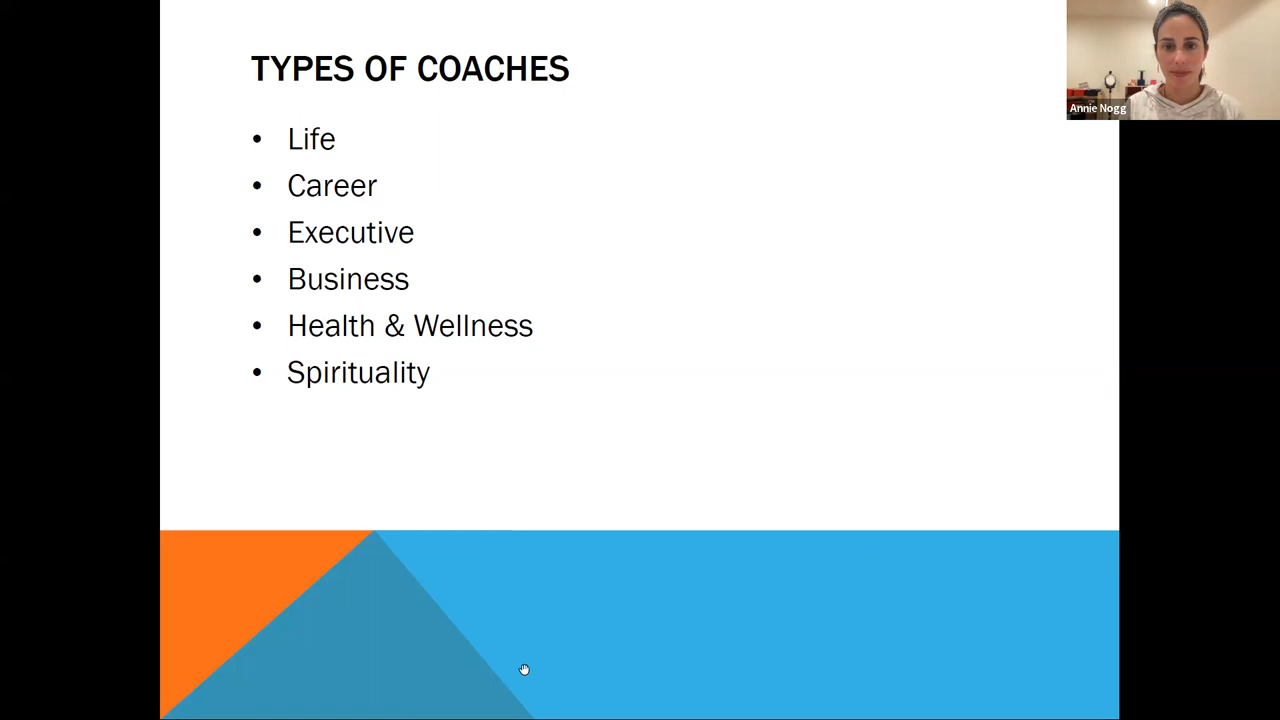 TYPES OF COACHES
• Life
• Career
• Executive
• Business
• Health & Wellness
• Spirituality
Annie Nogg